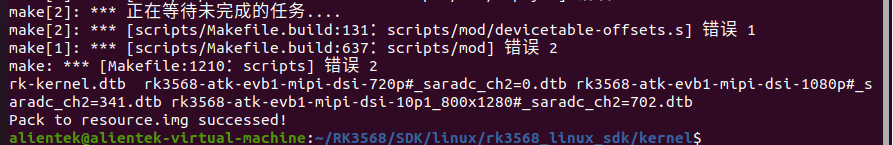 make[2]: *** 正在等待未完成的任务....
make[2]: *** [scripts/Makefile.build:131：scripts/mod/devicetable-offsets.s] 错误 1
make[1]: *** [scripts/Makefile.build:637：scripts/mod] 错误 2
make: *** [Makefile:1210：scripts] 错误 2
rk-kernel.dtb  rk3568-atk-evb1-mipi-dsi-720p#_saradc_ch2=0.dtb rk3568-atk-evb1-mipi-dsi-1080p#_s
aradc_ch2=341.dtb rk3568-atk-evb1-mipi-dsi-10p1_800x1280#_saradc_ch2=702.dtb
Pack to resource.img successed!
alientek@alientek-virtual-machine:~/RK3568/SDK/linux/rk3568_linux_sdk/kernel$